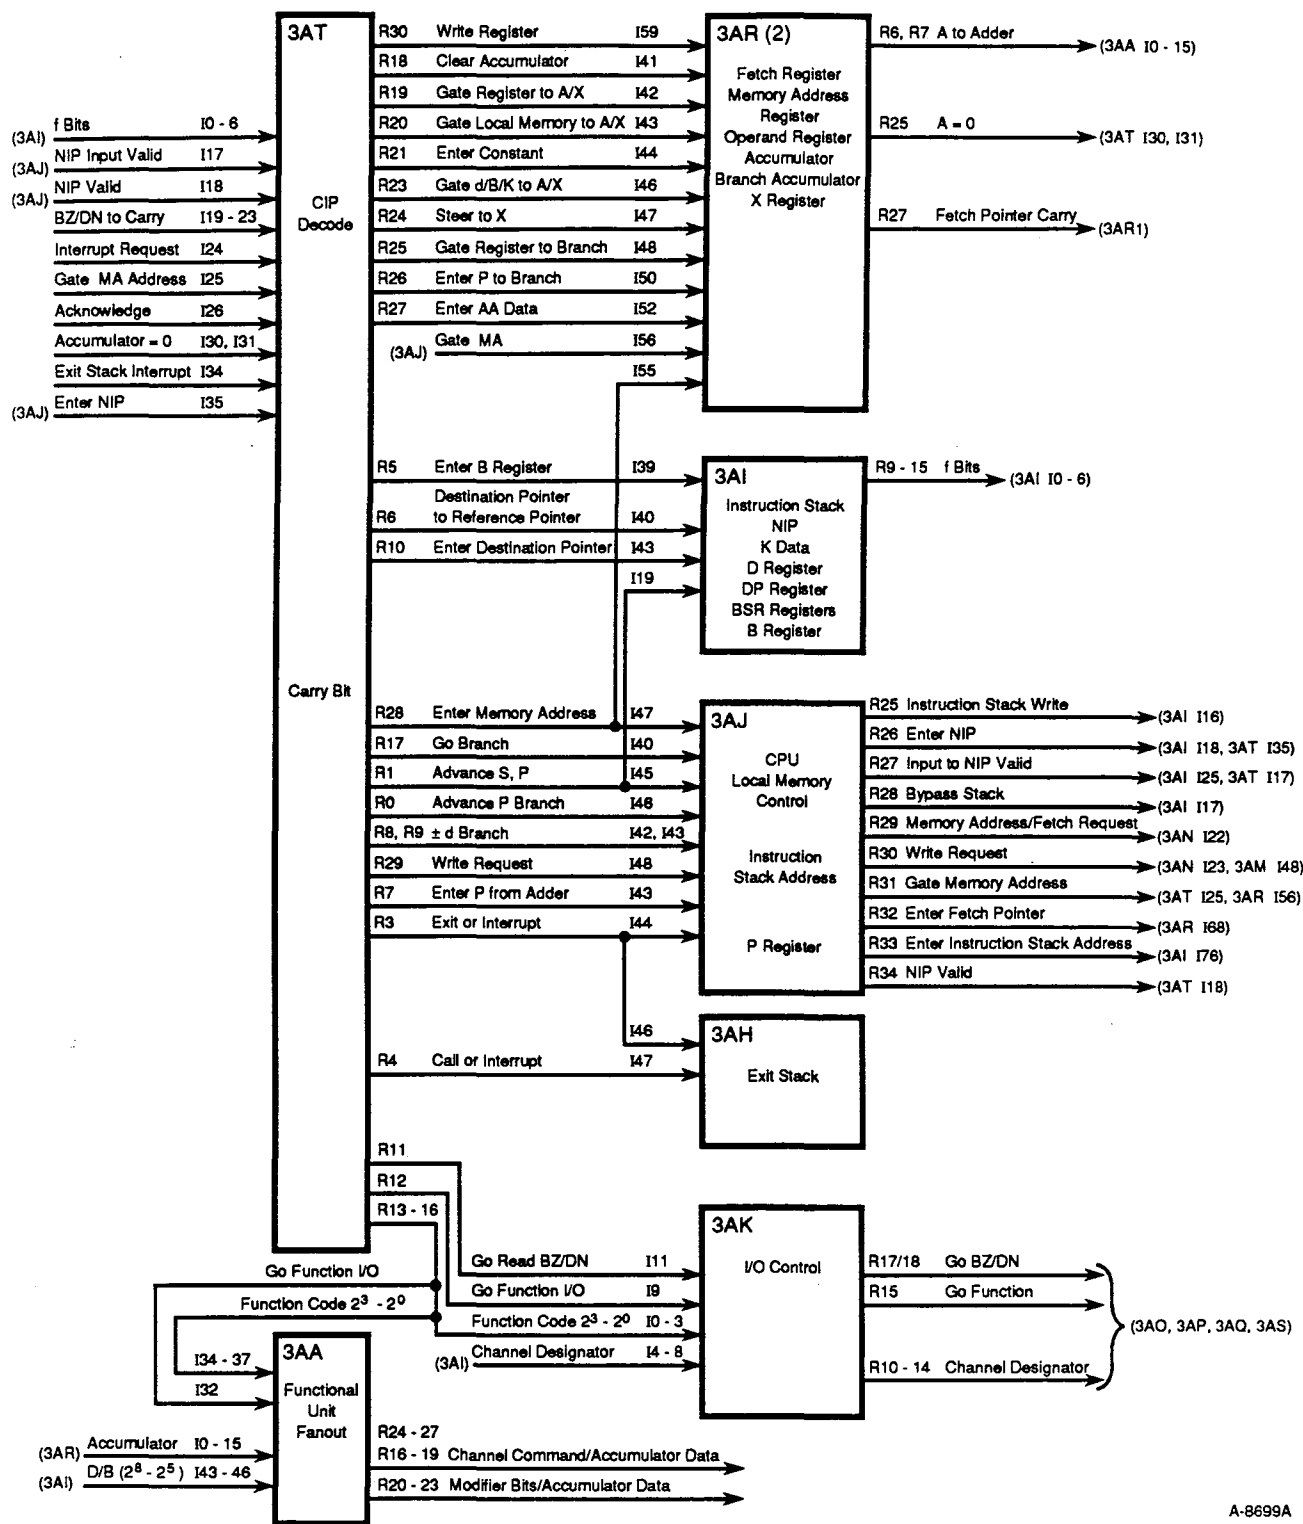 3AT
CIP
Decode
Carry Bit
f Bits I0 - 6
(3AI)
NIP Input Valid I17
(3AJ)
NIP Valid I18
(3AJ)
BZ/DN to Carry I19 - 23
Interrupt Request I24
Gate MA Address I25
Acknowledge I26
Accumulator = 0 I30, I31
Exit Stack Interrupt I34
(3AJ) Enter NIP I35
R30 Write Register I59
R18 Clear Accumulator I41
R19 Gate Register to A/X I42
R20 Gate Local Memory to A/X I43
R21 Enter Constant I44
R23 Gate d/B/K to A/X I46
R24 Steer to X I47
R25 Gate Register to Branch I48
R26 Enter P to Branch I50
R27 Enter AA Data I52
(3AJ) Gate MA I56
I55
3AR (2)
Fetch Register
Memory Address
Register
Operand Register
Accumulator
Branch Accumulator
X Register
R6, R7 A to Adder (3AA I0 - 15)
R25 A = 0 (3AT I30, I31)
R27 Fetch Pointer Carry (3AR1)
R5 Enter B Register I39
Destination Pointer
R6 to Reference Pointer I40
R10 Enter Destination Pointer I43
I19
3AI
Instruction Stack
NIP
K Data
D Register
DP Register
BSR Registers
B Register
R9 - 15 f Bits (3AI I0 - 6)
R28 Enter Memory Address I47
R17 Go Branch I40
R1 Advance S, P I45
R0 Advance P Branch I46
R8, R9 ± d Branch I42, I43
R29 Write Request I48
R7 Enter P from Adder I43
R3 Exit or Interrupt I44
3AJ
CPU
Local Memory
Control
Instruction
Stack Address
P Register
R25 Instruction Stack Write (3AI I16)
R26 Enter NIP (3AI I18, 3AT I35)
R27 Input to NIP Valid (3AI I25, 3AT I17)
R28 Bypass Stack (3AI I17)
R29 Memory Address/Fetch Request (3AN I22)
R30 Write Request (3AN I23, 3AM I48)
R31 Gate Memory Address (3AT I25, 3AR I56)
R32 Enter Fetch Pointer (3AR I68)
R33 Enter Instruction Stack Address (3AI I76)
R34 NIP Valid (3AT I18)
I46
R4 Call or Interrupt I47
3AH
Exit Stack
R11
R12
R13 - 16
Go Read BZ/DN I11
Go Function I/O I9
Function Code 2³ - 2⁰ I0 - 3
(3AI) Channel Designator I4 - 8
3AK
I/O Control
R17/18 Go BZ/DN
R15 Go Function
R10 - 14 Channel Designator
(3AO, 3AP, 3AQ, 3AS)
Go Function I/O
Function Code 2³ - 2⁰
I34 - 37
I32
(3AR) Accumulator I0 - 15
(3AI) D/B (2⁸ - 2⁵) I43 - 46
3AA
Functional
Unit
Fanout
R24 - 27
R16 - 19 Channel Command/Accumulator Data
R20 - 23 Modifier Bits/Accumulator Data
A-8699A